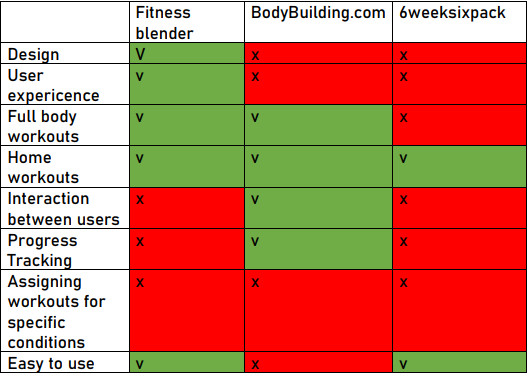 Fitness blender BodyBuilding.com 6weeksixpack
Design V x x
User expericence v x x
Full body workouts v v x
Home workouts v v v
Interaction between users x v x
Progress Tracking x v x
Assigning workouts for specific conditions x x x
Easy to use v x v